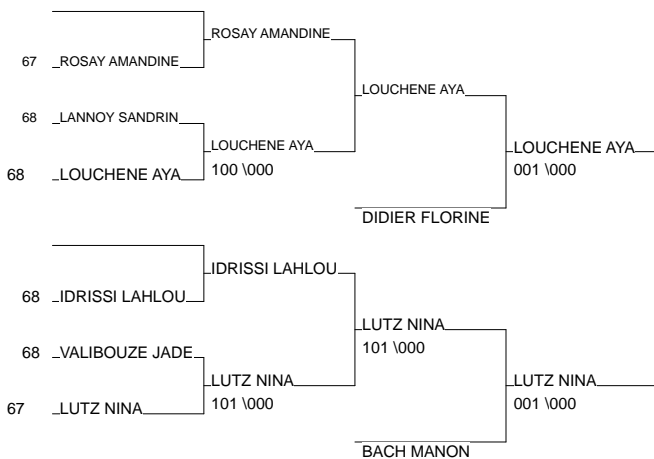 ROSAY AMANDINE
67 ROSAY AMANDINE
LOUCHENE AYA
68 LANNOY SANDRIN
LOUCHENE AYA
100 \000
LOUCHENE AYA
001 \000
68 LOUCHENE AYA
DIDIER FLORINE
IDRISSI LAHLOU
68 IDRISSI LAHLOU
LUTZ NINA
101 \000
68 VALIBOUZE JADE
LUTZ NINA
101 \000
LUTZ NINA
001 \000
67 LUTZ NINA
BACH MANON